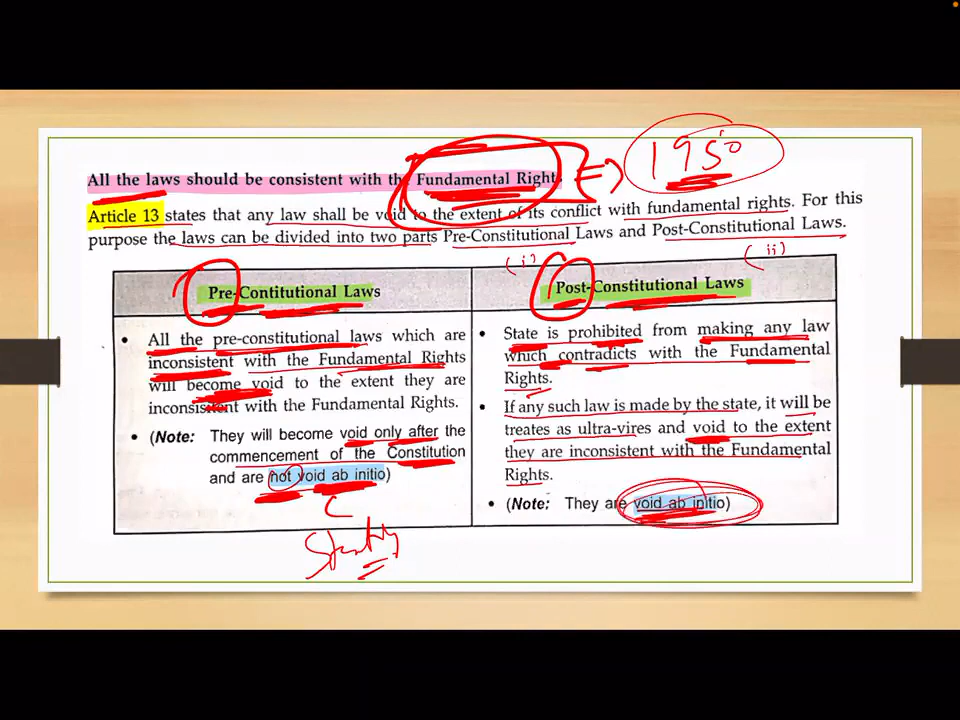 All the laws should be consistent with the Fundamental Right.
=> 1950
Article 13 states that any law shall be void to the extent of its conflict with fundamental rights. For this
purpose the laws can be divided into two parts Pre-Constitutional Laws and Post-Constitutional Laws.
(i) (ii)
Pre-Contitutional Laws
• All the pre-constitutional laws which are
inconsistent with the Fundamental Rights
will become void to the extent they are
inconsistent with the Fundamental Rights.
• (Note: They will become void only after the
commencement of the Constitution
and are not void ab initio)
Post-Constitutional Laws
• State is prohibited from making any law
which contradicts with the Fundamental
Rights.
• If any such law is made by the state, it will be
treates as ultra-vires and void to the extent
they are inconsistent with the Fundamental
Rights.
• (Note: They are void ab initio)